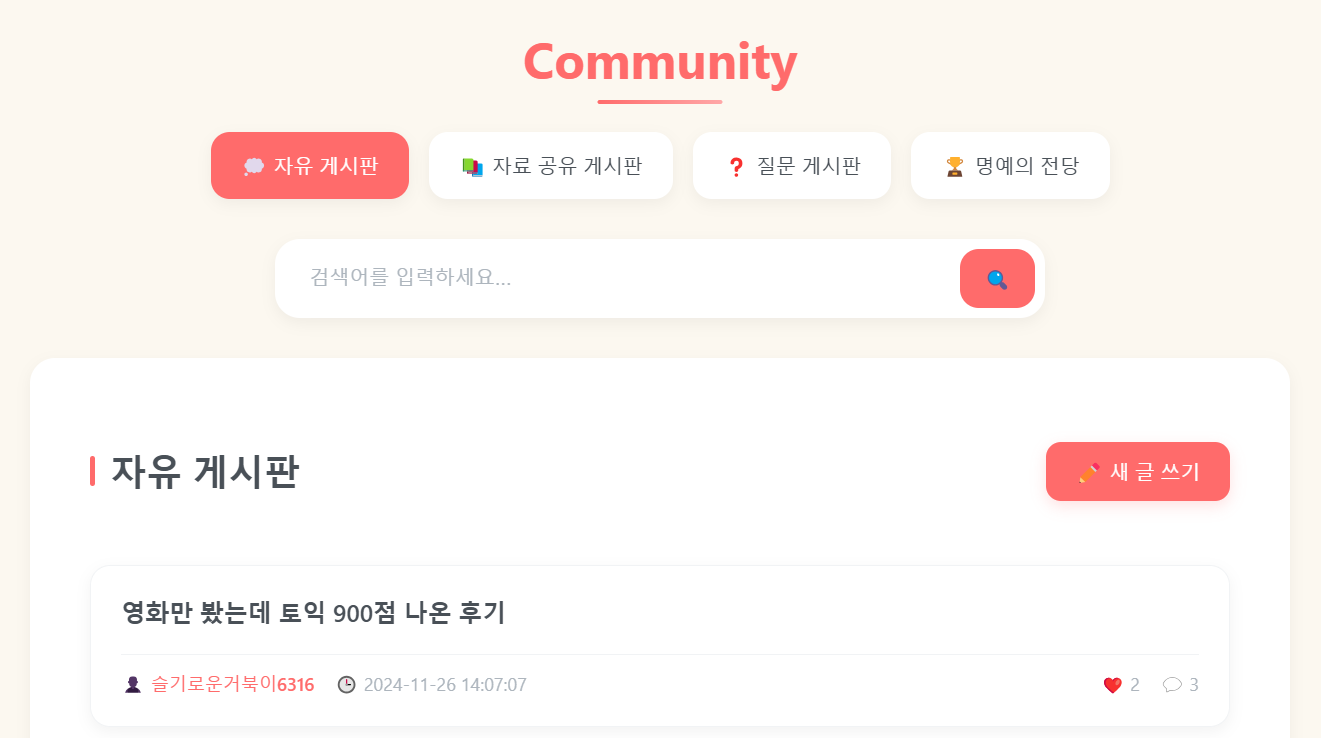 Community
자유 게시판
자료 공유 게시판
질문 게시판
명예의 전당
검색어를 입력하세요...
자유 게시판
새 글 쓰기
영화만 봤는데 토익 900점 나온 후기
슬기로운거북이6316 2024-11-26 14:07:07 2 3